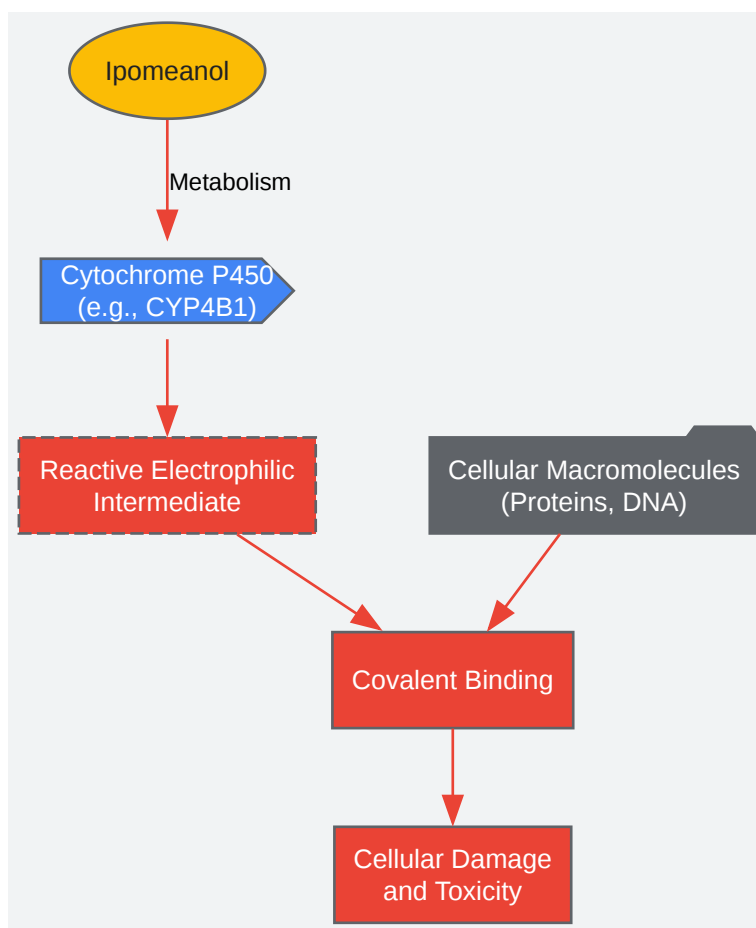 Ipomeanol
Metabolism
Cytochrome P450
(e.g., CYP4B1)
Reactive Electrophilic
Intermediate
Cellular Macromolecules
(Proteins, DNA)
Covalent Binding
Cellular Damage
and Toxicity